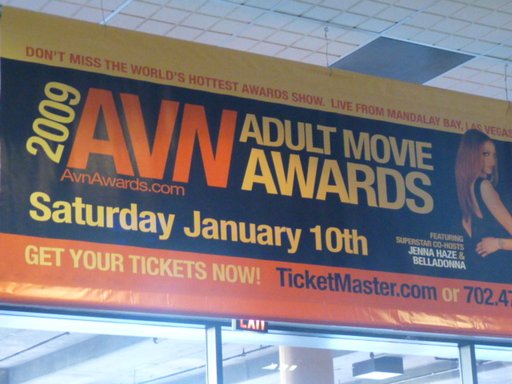 DON'T MISS THE WORLD'S HOTTEST AWARDS SHOW. LIVE FROM MANDALAY BAY, LAS VEGAS
2009
AVN
ADULT MOVIE
AWARDS
AvnAwards.com
Saturday January 10th
FEATURING
SUPERSTAR CO-HOSTS
JENNA HAZE &
BELLADONNA
GET YOUR TICKETS NOW! TicketMaster.com or 702.47
EXIT